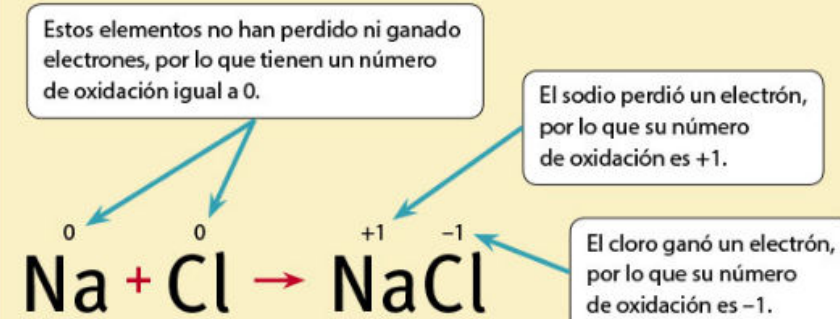 Estos elementos no han perdido ni ganado
electrones, por lo que tienen un número
de oxidación igual a 0.
El sodio perdió un electrón,
por lo que su número
de oxidación es +1.
0 0 +1 –1
Na + Cl → NaCl
El cloro ganó un electrón,
por lo que su número
de oxidación es –1.